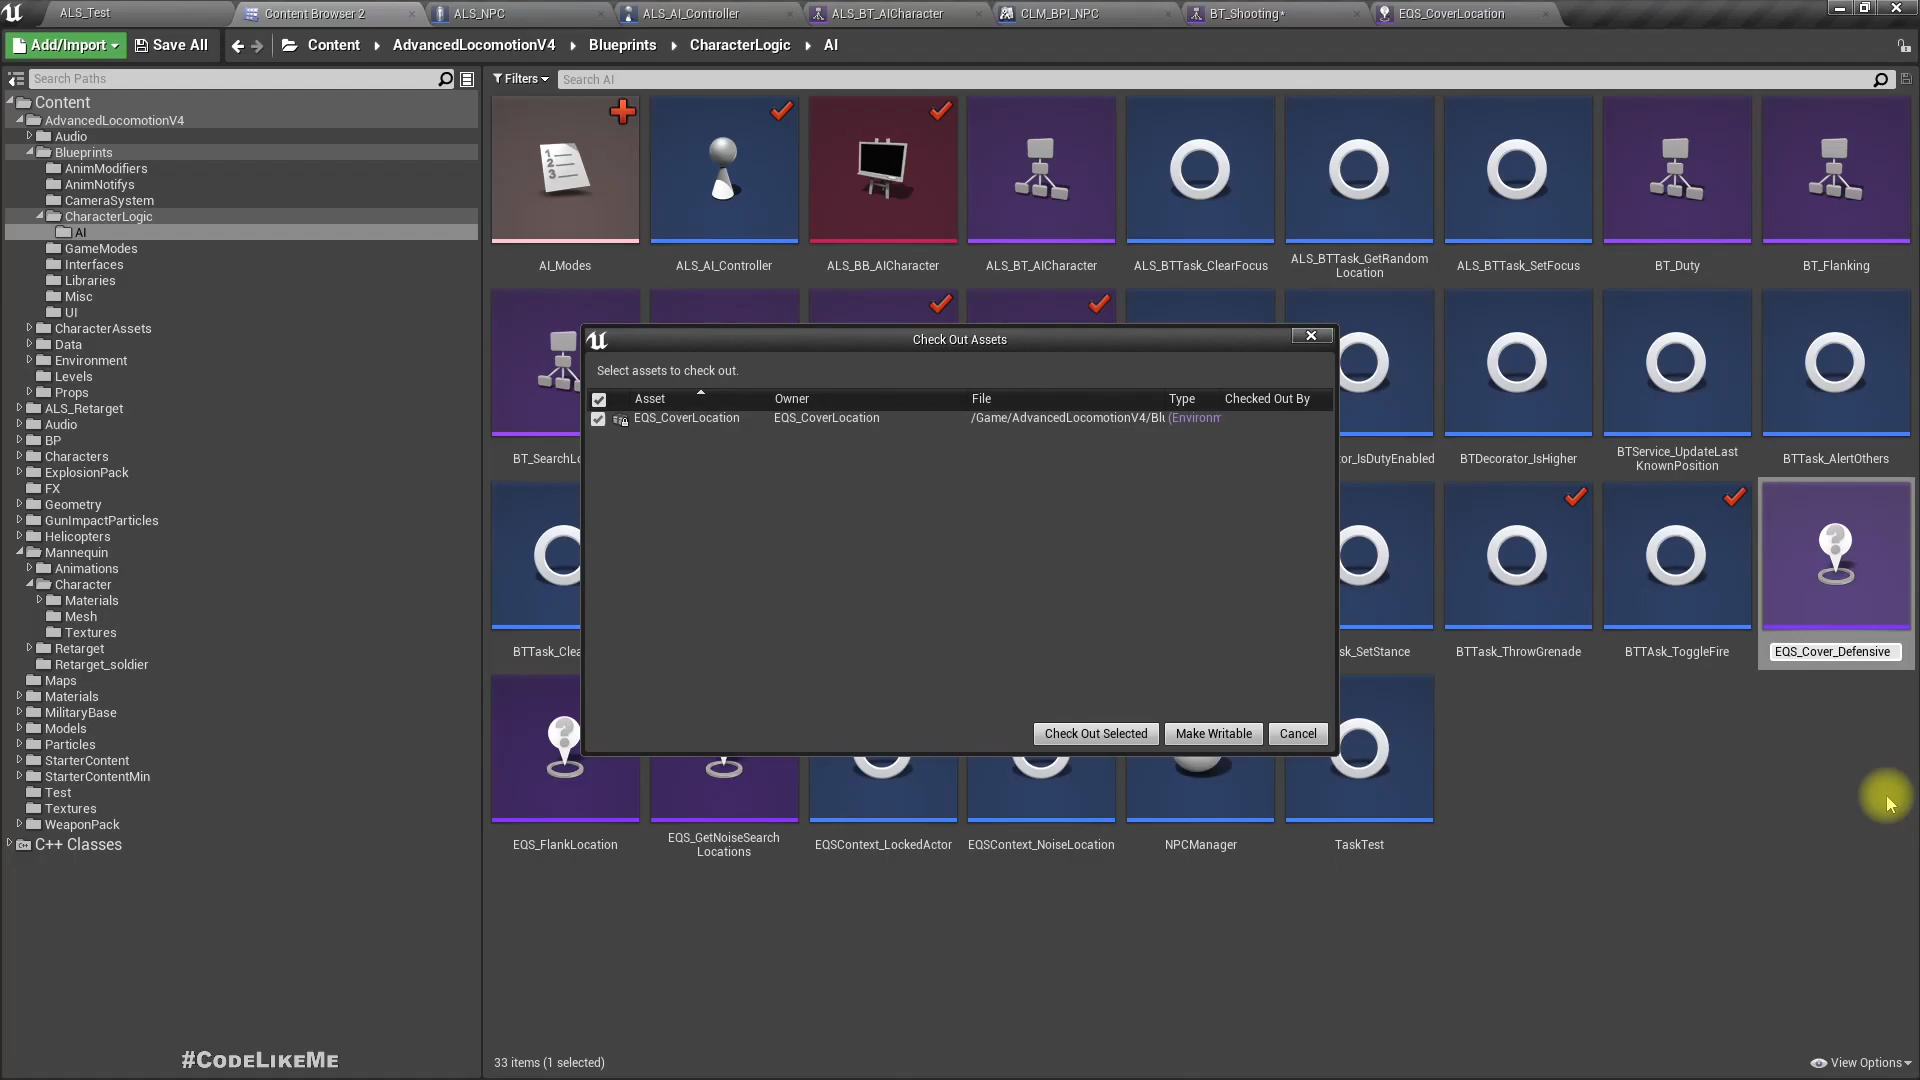 ALS_Test
Content Browser 2
ALS_NPC
ALS_AI_Controller
ALS_BT_AICharacter
CLM_BPI_NPC
BT_Shooting*
EQS_CoverLocation
Add/Import
Save All
Content
AdvancedLocomotionV4
Blueprints
CharacterLogic
AI
Search Paths
Filters
Search AI
Content
AdvancedLocomotionV4
Audio
Blueprints
AnimModifiers
AnimNotifys
CameraSystem
CharacterLogic
AI
GameModes
Interfaces
Libraries
Misc
UI
CharacterAssets
Data
Environment
Levels
Props
ALS_Retarget
Audio
BP
Characters
ExplosionPack
FX
Geometry
GunImpactParticles
Helicopters
Mannequin
Animations
Character
Materials
Mesh
Textures
Retarget
Retarget_soldier
Maps
Materials
MilitaryBase
Models
Particles
StarterContent
StarterContentMin
Test
Textures
WeaponPack
C++ Classes
AI_Modes
ALS_AI_Controller
ALS_BB_AICharacter
ALS_BT_AICharacter
ALS_BTTask_ClearFocus
ALS_BTTask_GetRandom
Location
ALS_BTTask_SetFocus
BT_Duty
BT_Flanking
BT_SearchLo
or_IsDutyEnabled
BTDecorator_IsHigher
BTService_UpdateLast
KnownPosition
BTTask_AlertOthers
Check Out Assets
Select assets to check out.
Asset
Owner
File
Type
Checked Out By
EQS_CoverLocation
EQS_CoverLocation
/Game/AdvancedLocomotionV4/Blu
(Environm
Check Out Selected
Make Writable
Cancel
BTTask_Clea
sk_SetStance
BTTask_ThrowGrenade
BTTAsk_ToggleFire
EQS_Cover_Defensive
EQS_FlankLocation
EQS_GetNoiseSearch
Locations
EQSContext_LockedActor
EQSContext_NoiseLocation
NPCManager
TaskTest
#CodeLikeMe
33 items (1 selected)
View Options